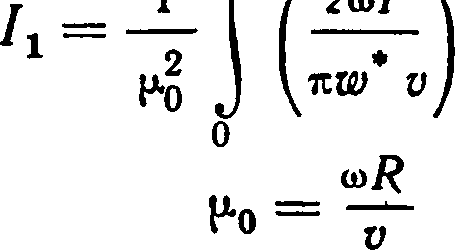 I₁ = 1/μ₀² ∫₀ (2ωr/πw* v)
μ₀ = ωR/v